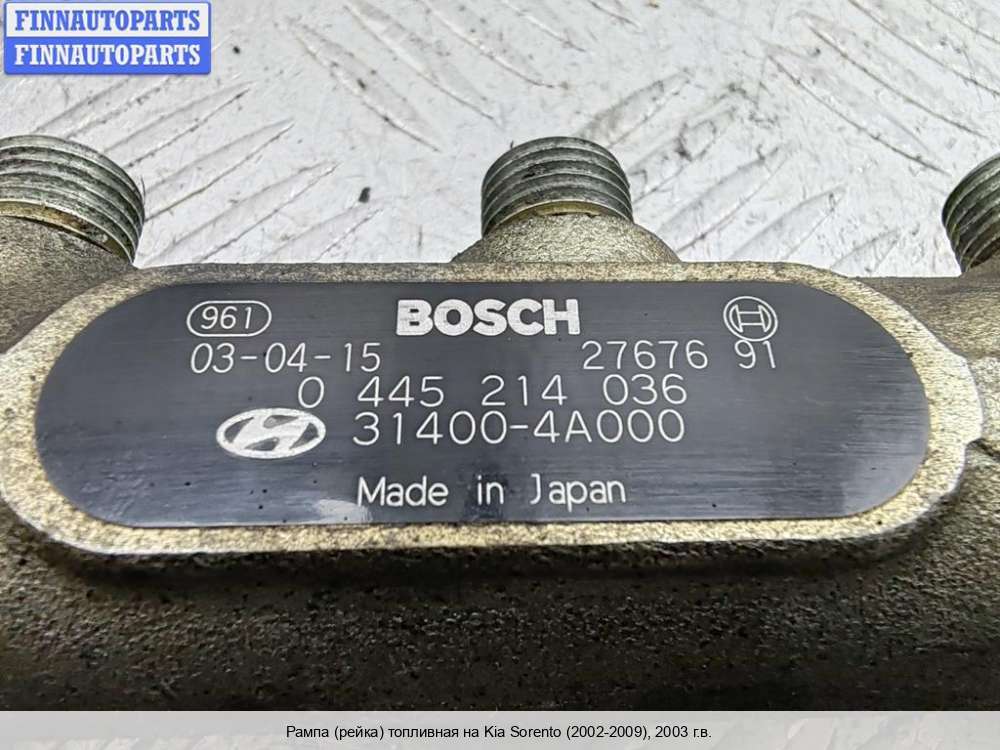 FINNAUTOPARTS
FINNAUTOPARTS
961 BOSCH
03-04-15 27676 91
0 445 214 036
31400-4A000
Made in Japan
Рампа (рейка) топливная на Kia Sorento (2002-2009), 2003 г.в.